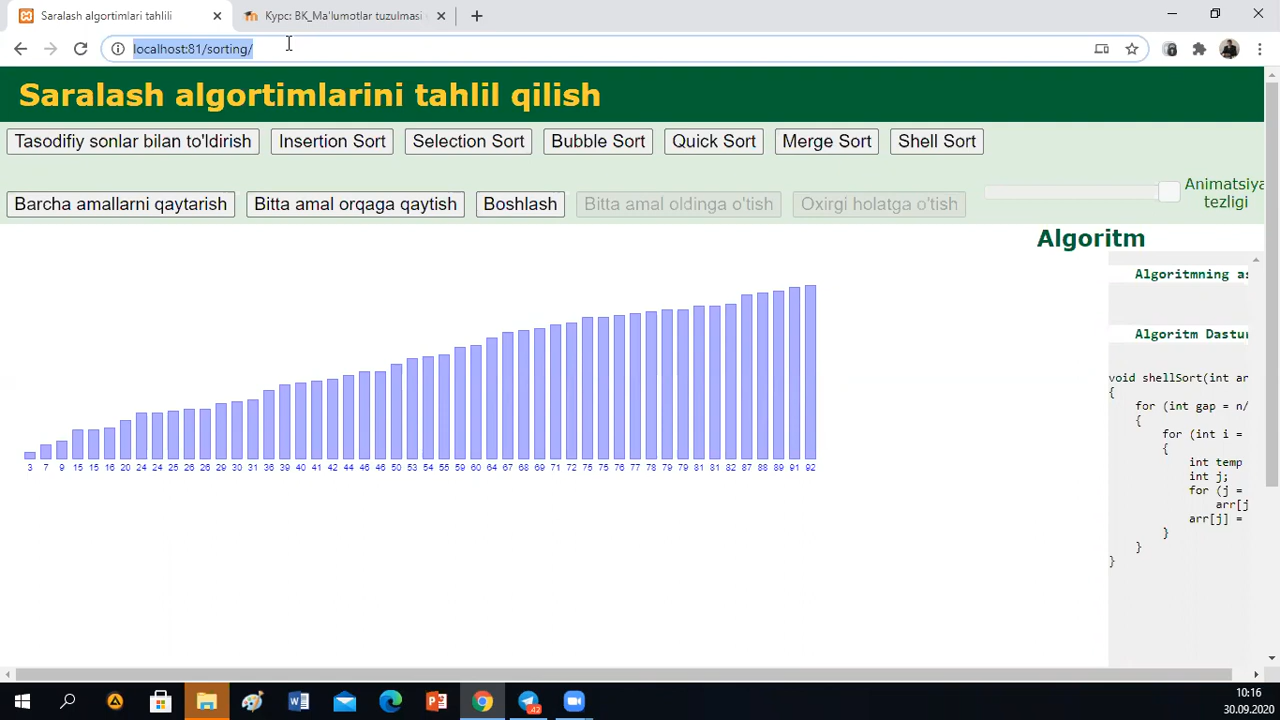 Saralash algortimlari tahlili
Курс: BK_Ma'lumotlar tuzulmasi
localhost:81/sorting/
Saralash algortimlarini tahlil qilish
Tasodifiy sonlar bilan to'ldirish Insertion Sort Selection Sort Bubble Sort Quick Sort Merge Sort Shell Sort
Barcha amallarni qaytarish Bitta amal orqaga qaytish Boshlash Bitta amal oldinga o'tish Oxirgi holatga o'tish
Animatsiya
tezligi
Algoritm
Algoritmning as
Algoritm Dastur
void shellSort(int ar
{
for (int gap = n/
{
for (int i =
{
int temp
int j;
for (j =
arr[j
arr[j] =
}
}
}
3 7 9 15 15 16 20 24 24 25 26 26 29 30 31 36 39 40 41 42 44 46 46 50 53 54 55 59 60 64 67 68 69 71 72 75 75 76 77 78 79 79 81 81 82 87 88 89 91 92
42
10:16
30.09.2020